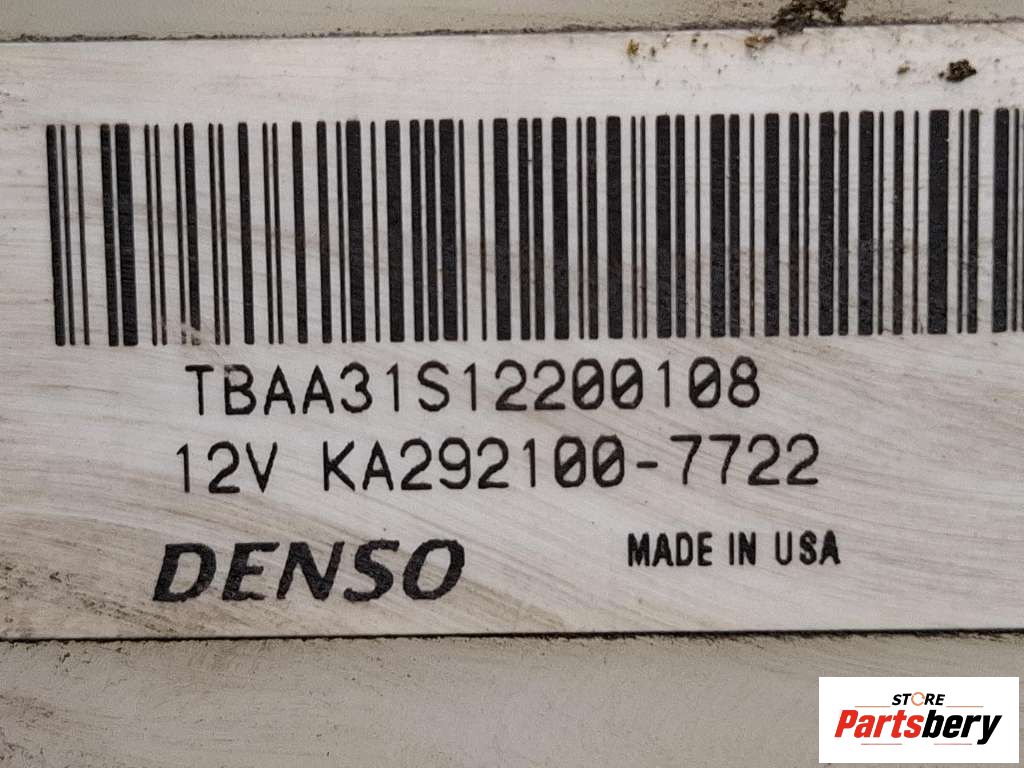 TBAA31S12200108
12V KA292100-7722
DENSO
MADE IN USA
STORE
Partsbery